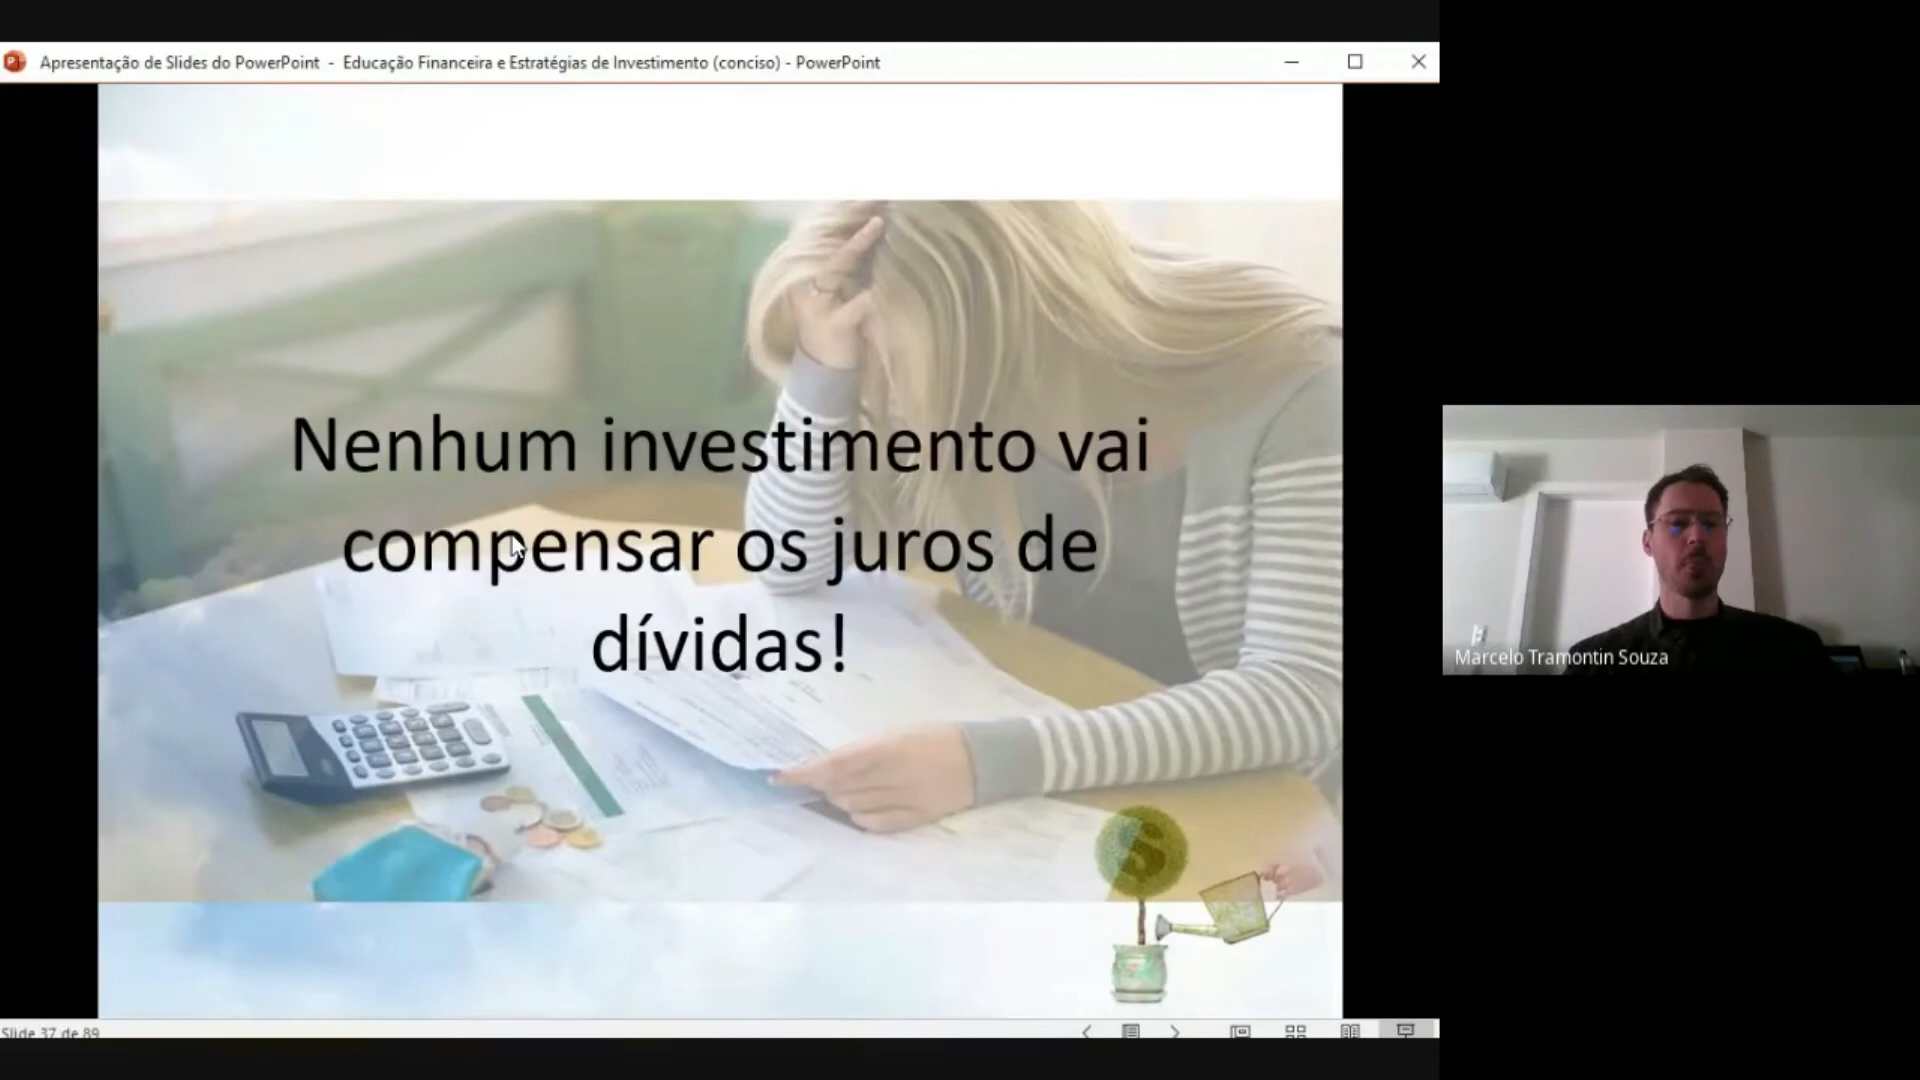 Apresentação de Slides do PowerPoint - Educação Financeira e Estratégias de Investimento (conciso) - PowerPoint
Nenhum investimento vai
compensar os juros de
dívidas!
Marcelo Tramontin Souza
Slide 37 de 89